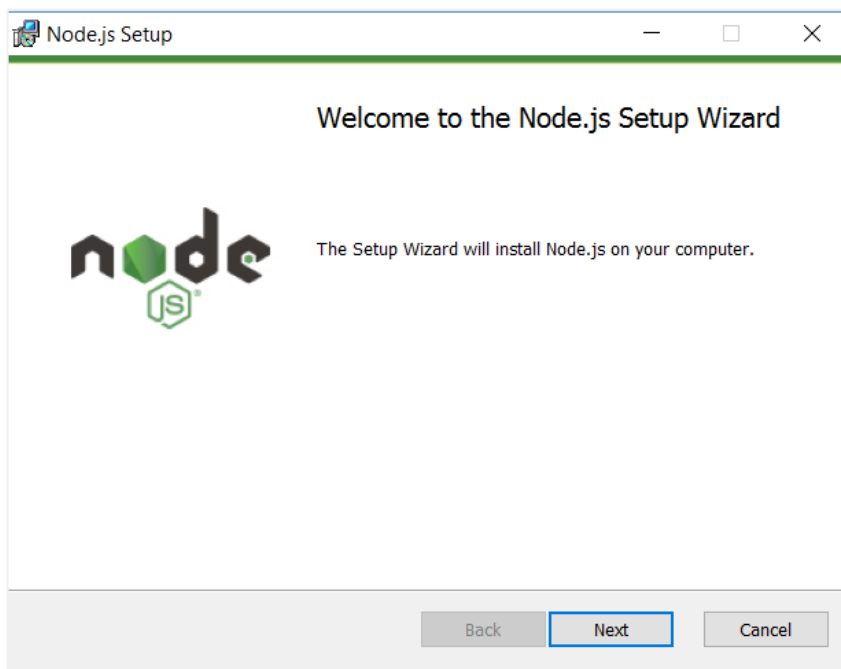 Node.js Setup
Welcome to the Node.js Setup Wizard
node
JS®
The Setup Wizard will install Node.js on your computer.
Back
Next
Cancel